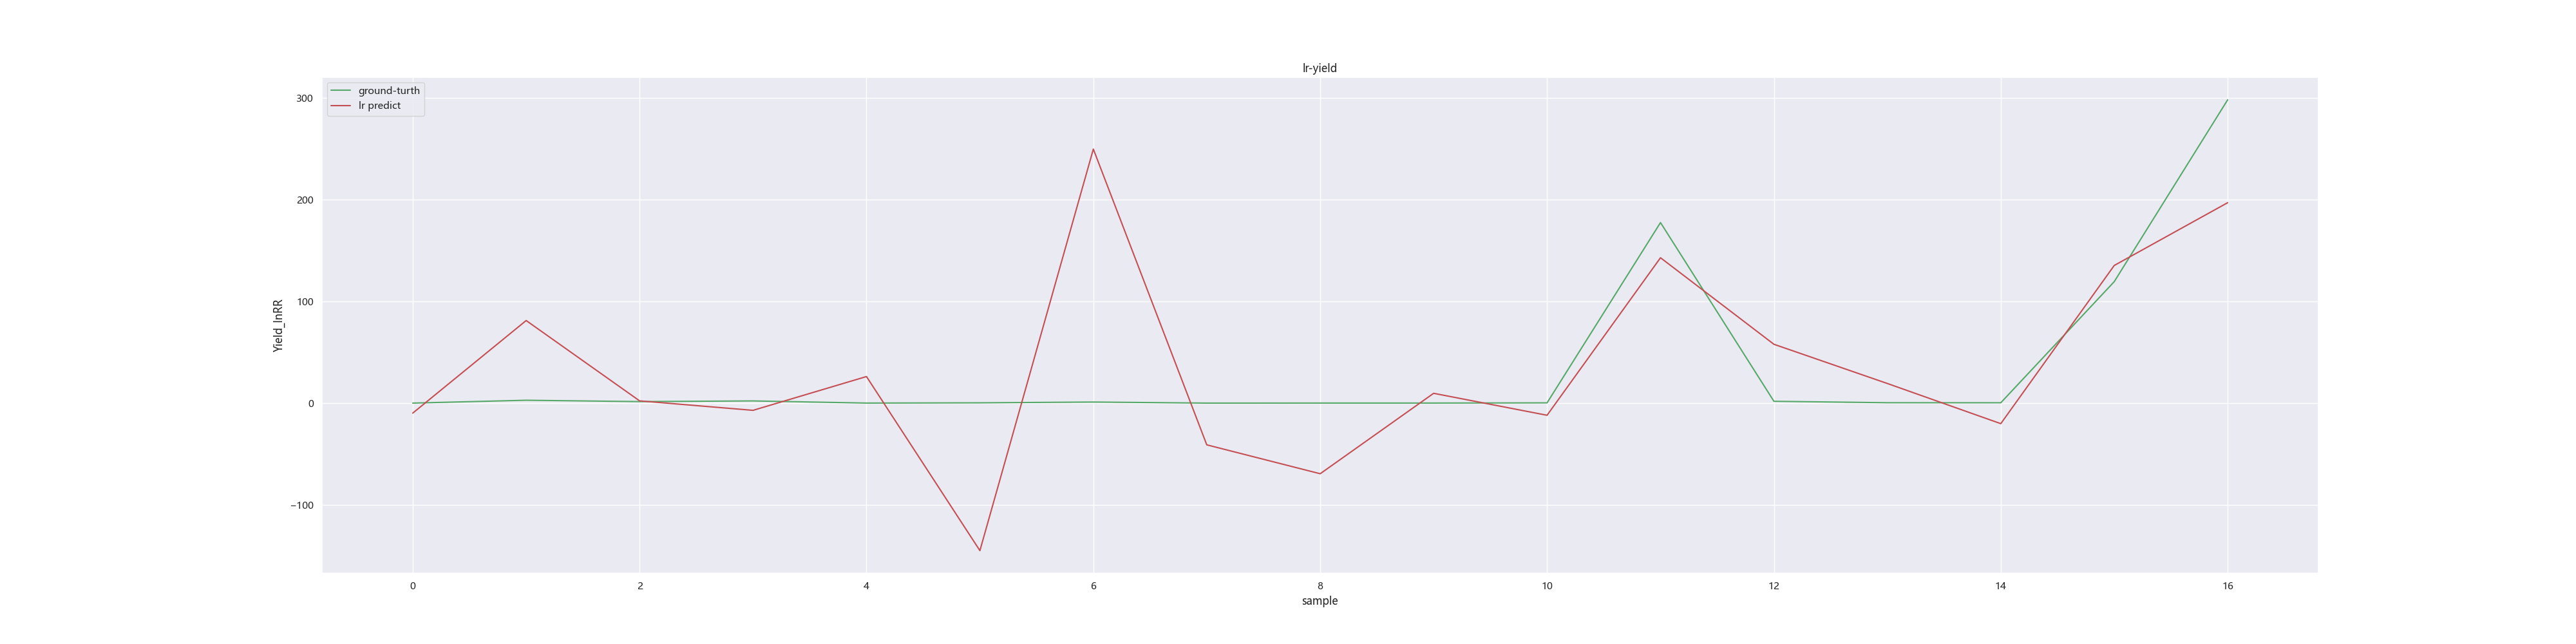 lr-yield
ground-turth
lr predict
300
200
100
0
−100
Yield_lnRR
0 2 4 6 8 10 12 14 16
sample